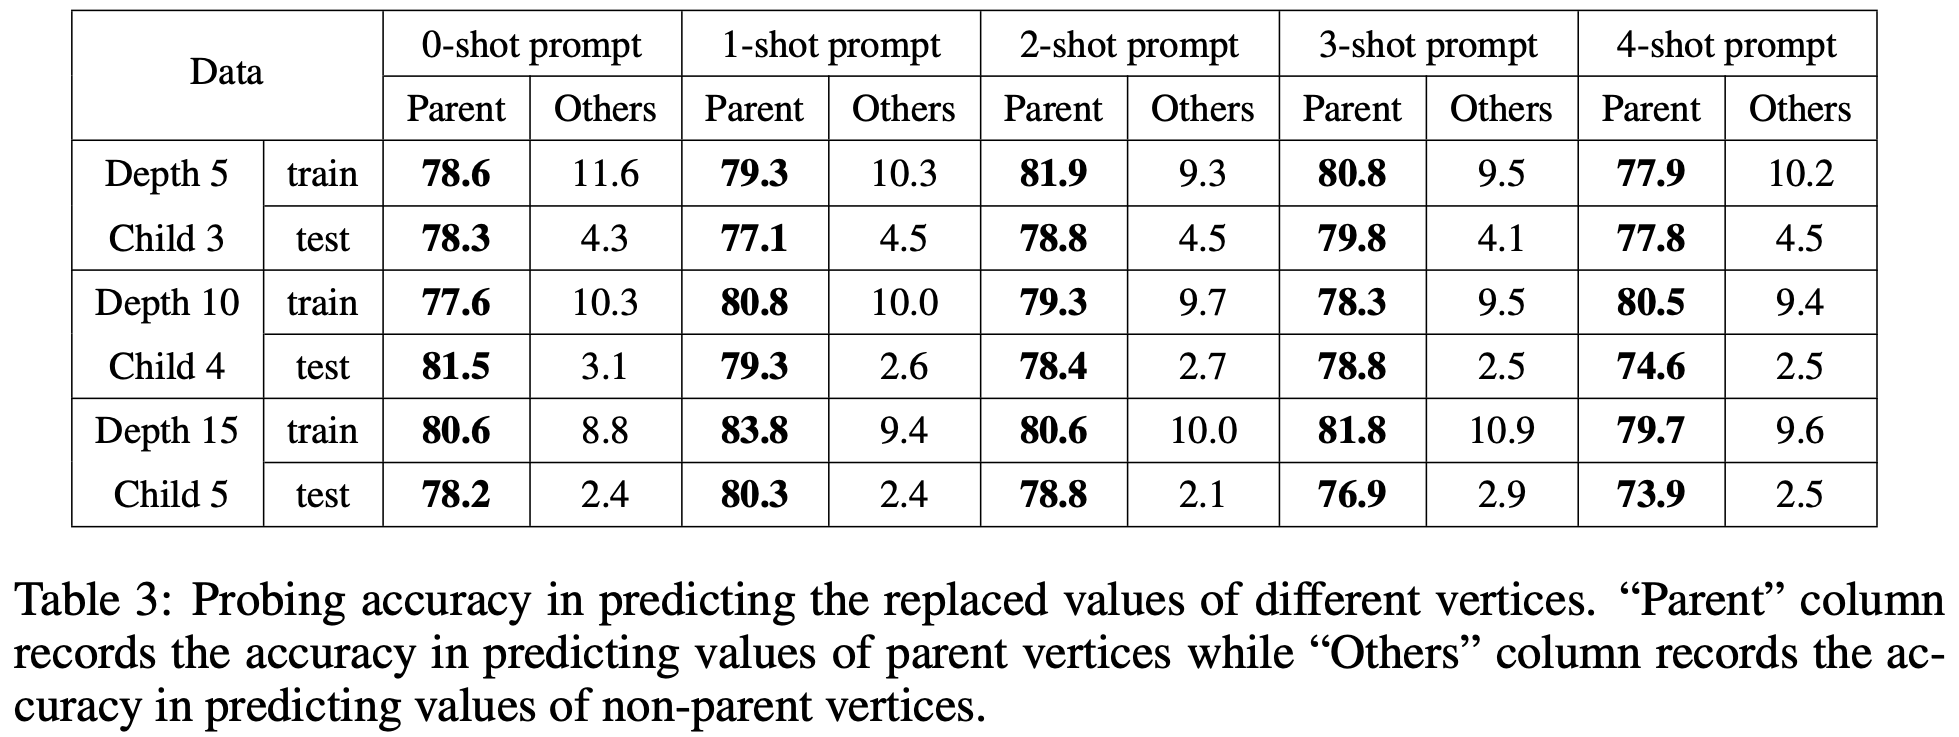 Data 0-shot prompt 1-shot prompt 2-shot prompt 3-shot prompt 4-shot prompt
Parent Others Parent Others Parent Others Parent Others Parent Others
Depth 5 train 78.6 11.6 79.3 10.3 81.9 9.3 80.8 9.5 77.9 10.2
Child 3 test 78.3 4.3 77.1 4.5 78.8 4.5 79.8 4.1 77.8 4.5
Depth 10 train 77.6 10.3 80.8 10.0 79.3 9.7 78.3 9.5 80.5 9.4
Child 4 test 81.5 3.1 79.3 2.6 78.4 2.7 78.8 2.5 74.6 2.5
Depth 15 train 80.6 8.8 83.8 9.4 80.6 10.0 81.8 10.9 79.7 9.6
Child 5 test 78.2 2.4 80.3 2.4 78.8 2.1 76.9 2.9 73.9 2.5
Table 3: Probing accuracy in predicting the replaced values of different vertices. “Parent” column
records the accuracy in predicting values of parent vertices while “Others” column records the ac-
curacy in predicting values of non-parent vertices.